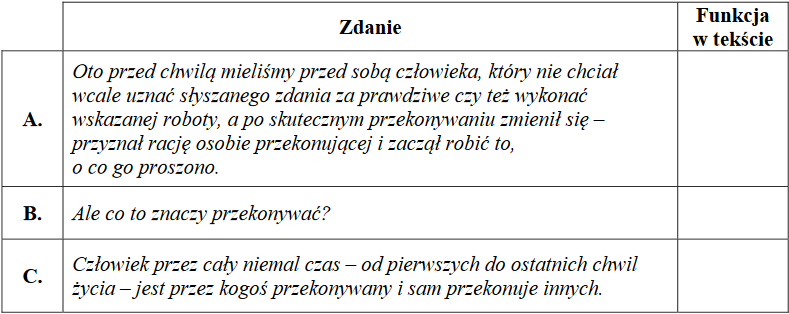 Zdanie
Funkcja
w tekście
A.
Oto przed chwilą mieliśmy przed sobą człowieka, który nie chciał
wcale uznać słyszanego zdania za prawdziwe czy też wykonać
wskazanej roboty, a po skutecznym przekonywaniu zmienił się –
przyznał rację osobie przekonującej i zaczął robić to,
o co go proszono.
B.
Ale co to znaczy przekonywać?
C.
Człowiek przez cały niemal czas – od pierwszych do ostatnich chwil
życia – jest przez kogoś przekonywany i sam przekonuje innych.